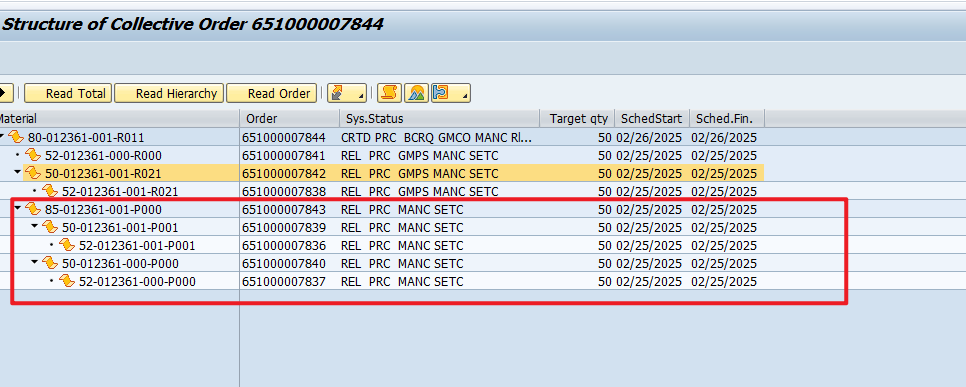 Structure of Collective Order 651000007844
Read Total Read Hierarchy Read Order
Material Order Sys.Status Target qty SchedStart Sched.Fin.
80-012361-001-R011 651000007844 CRTD PRC BCRQ GMCO MANC Rl... 50 02/26/2025 02/26/2025
52-012361-000-R000 651000007841 REL PRC GMPS MANC SETC 50 02/25/2025 02/25/2025
50-012361-001-R021 651000007842 REL PRC GMPS MANC SETC 50 02/25/2025 02/25/2025
52-012361-001-R021 651000007838 REL PRC GMPS MANC SETC 50 02/25/2025 02/25/2025
85-012361-001-P000 651000007843 REL PRC MANC SETC 50 02/25/2025 02/25/2025
50-012361-001-P001 651000007839 REL PRC MANC SETC 50 02/25/2025 02/25/2025
52-012361-001-P001 651000007836 REL PRC MANC SETC 50 02/25/2025 02/25/2025
50-012361-000-P000 651000007840 REL PRC MANC SETC 50 02/25/2025 02/25/2025
52-012361-000-P000 651000007837 REL PRC MANC SETC 50 02/25/2025 02/25/2025